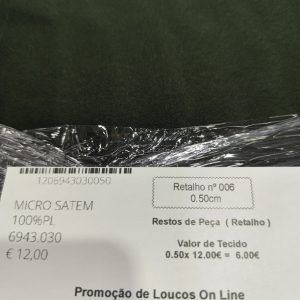 1206943030050
Retalho nº 006
0.50cm
MICRO SATEM
100%PL
6943.030
€ 12,00
Restos de Peça ( Retalho )
Valor de Tecido
0.50x 12.00€ = 6.00€
Promoção de Loucos On Line